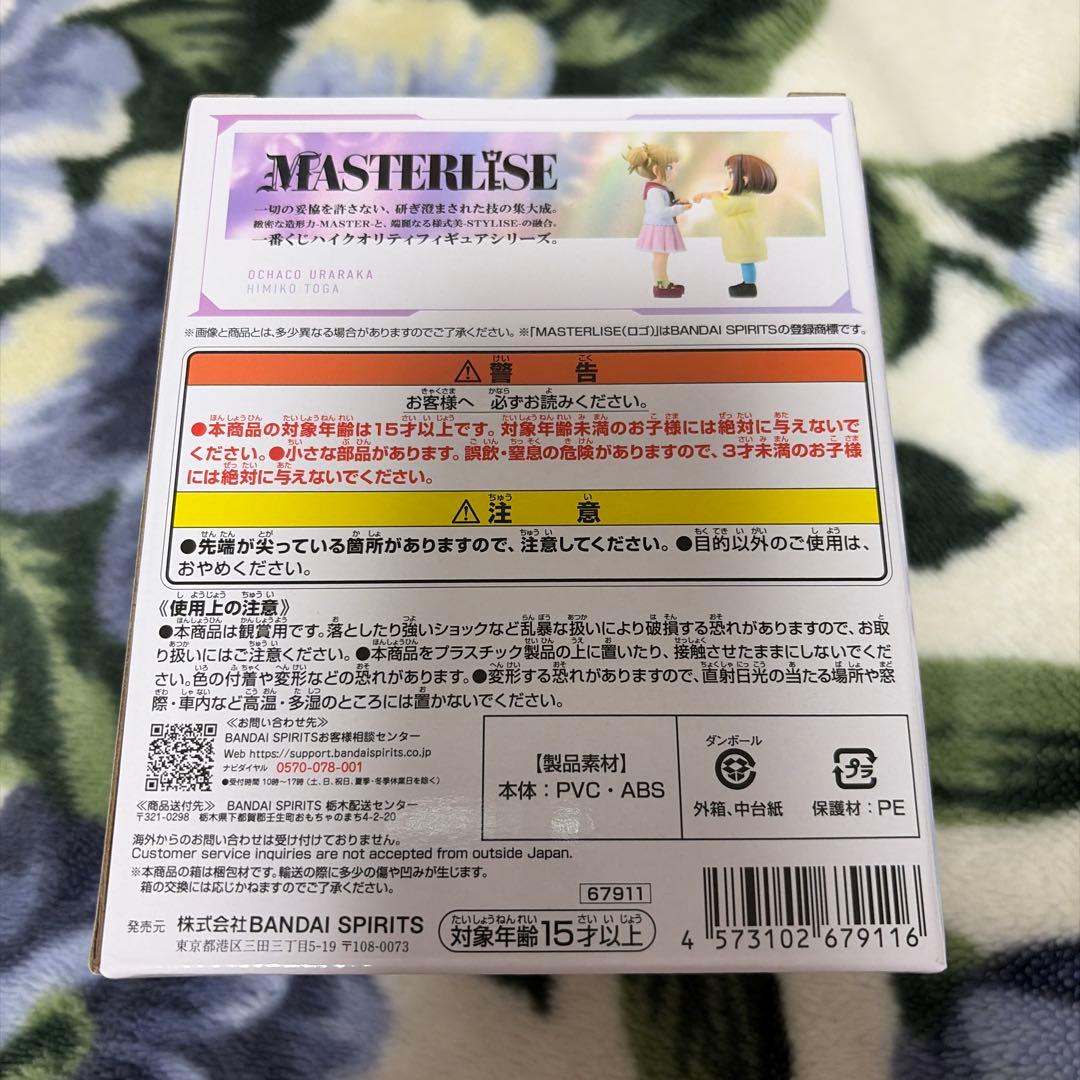 MASTERLISE
一切の妥協を許さない、研ぎ澄まされた技の集大成。
緻密な造形力-MASTER-と、端麗なる様式美-STYLISE-の融合。
一番くじハイクオリティフィギュアシリーズ。
OCHACO URARAKA
HIMIKO TOGA
※画像と商品とは、多少異なる場合がありますのでご了承ください。※「MASTERLISE(ロゴ)」はBANDAI SPIRITSの登録商標です。
⚠警告
お客様へ 必ずお読みください。
●本商品の対象年齢は15才以上です。対象年齢未満のお子様には絶対に与えないでください。
●小さな部品があります。誤飲・窒息の危険がありますので、3才未満のお子様には絶対に与えないでください。
⚠注意
●先端が尖っている箇所がありますので、注意してください。●目的以外のご使用は、
おやめください。
《使用上の注意》
●本商品は観賞用です。落としたり強いショックなど乱暴な扱いにより破損する恐れがありますので、お取
り扱いにはご注意ください。●本商品をプラスチック製品の上に置いたり、接触させたままにしないでくだ
さい。色の付着や変形などの恐れがあります。●変形する恐れがありますので、直射日光の当たる場所や窓
際・車内など高温・多湿のところには置かないでください。
≪お問い合わせ先≫
BANDAI SPIRITSお客様相談センター
Web https://support.bandaispirits.co.jp
ナビダイヤル 0570-078-001
●受付時間 10時〜17時(土、日、祝日、夏季・冬季休業日を除く)
≪商品送付先≫ BANDAI SPIRITS 栃木配送センター
〒321-0298 栃木県下都賀郡壬生町おもちゃのまち4-2-20
【製品素材】
本体:PVC・ABS
ダンボール
外箱、中台紙
プラ
保護材:PE
海外からのお問い合わせは受け付けておりません。
Customer service inquiries are not accepted from outside Japan.
※本商品の箱は梱包材です。輸送の際に多少の傷や凹みが生じます。
箱の交換には応じかねますのでご了承ください。
67911
発売元 株式会社BANDAI SPIRITS
東京都港区三田三丁目5-19 〒108-0073
対象年齢15才以上
4 573102 679116